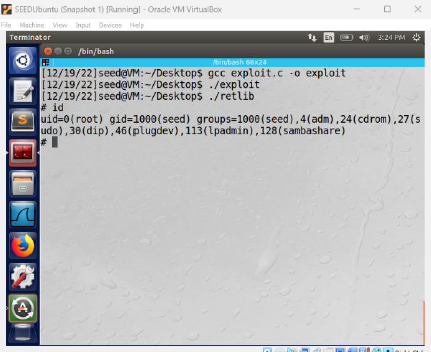 SEEDUbuntu (Snapshot 1) [Running] - Oracle VM VirtualBox
File Machine View Input Devices Help
Terminator
En
3:24 PM
/bin/bash
/bin/bash 66x24
[12/19/22]seed@VM:~/Desktop$ gcc exploit.c -o exploit
[12/19/22]seed@VM:~/Desktop$ ./exploit
[12/19/22]seed@VM:~/Desktop$ ./retlib
# id
uid=0(root) gid=1000(seed) groups=1000(seed),4(adm),24(cdrom),27(s
udo),30(dip),46(plugdev),113(lpadmin),128(sambashare)
#